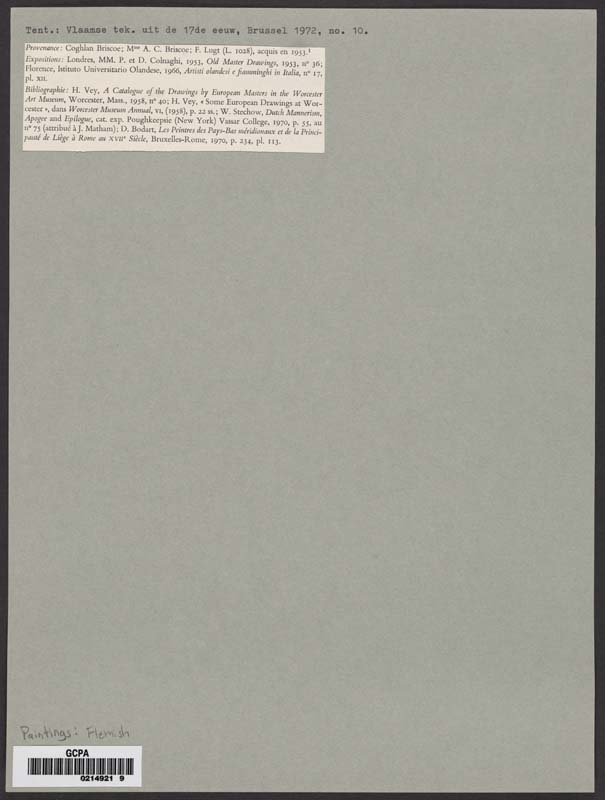 Tent.: Vlaamse tek. uit de 17de eeuw, Brussel 1972, no. 10.
Provenance: Coghlan Briscoe; Mme A. C. Briscoe; F. Lugt (L. 1028), acquis en 1953.¹
Expositions: Londres, MM. P. et D. Colnaghi, 1953, Old Master Drawings, 1953, n° 36;
Florence, Istituto Universitario Olandese, 1966, Artisti olandesi e fiamminghi in Italia, n° 17,
pl. XII.
Bibliographie: H. Vey, A Catalogue of the Drawings by European Masters in the Worcester
Art Museum, Worcester, Mass., 1958, n° 40; H. Vey, « Some European Drawings at Wor-
cester », dans Worcester Museum Annual, VI, (1958), p. 22 ss.; W. Stechow, Dutch Mannerism,
Apogee and Epilogue, cat. exp. Poughkeepsie (New York) Vassar College, 1970, p. 55, au
n° 75 (attribué à J. Matham); D. Bodart, Les Peintres des Pays-Bas méridionaux et de la Princi-
pauté de Liège à Rome au XVIIe Siècle, Bruxelles-Rome, 1970, p. 234, pl. 113.
Paintings: Flemish
GCPA
0214921 9